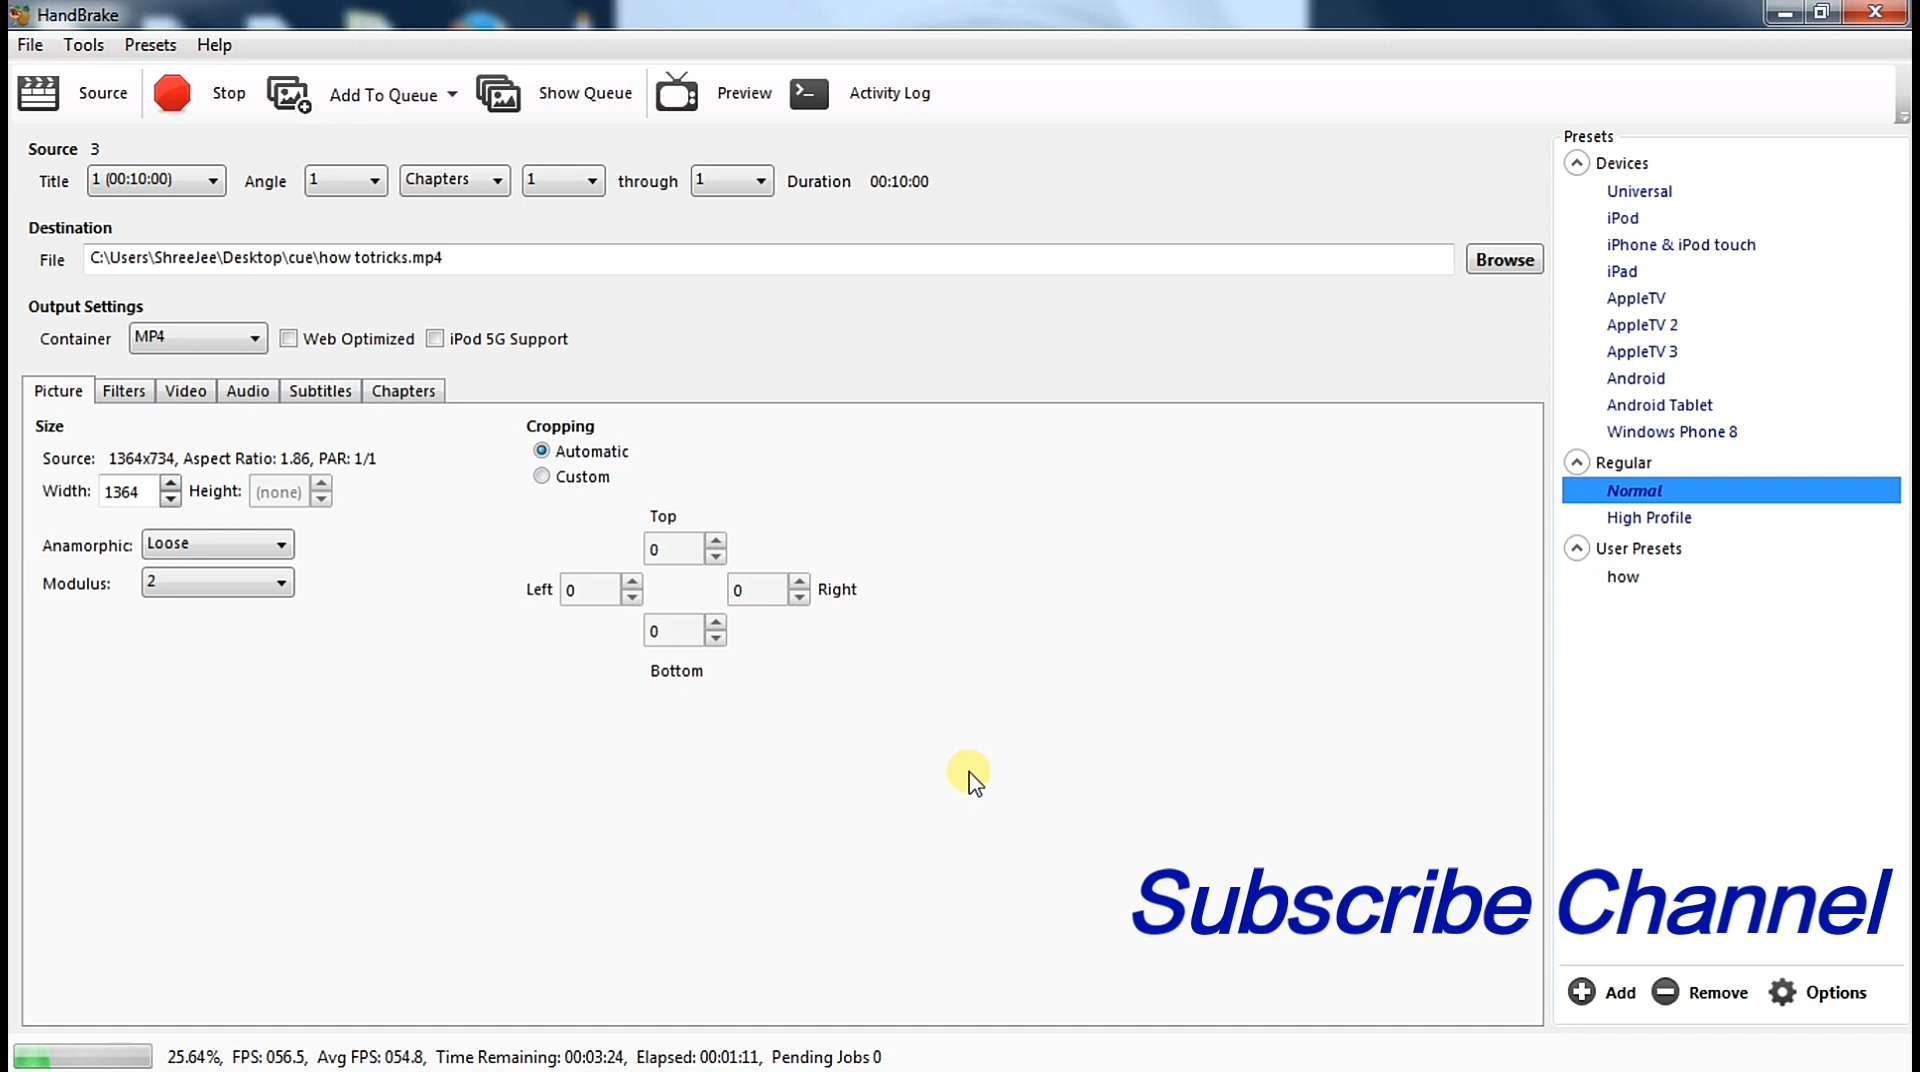 HandBrake
File Tools Presets Help
Source Stop Add To Queue Show Queue Preview Activity Log
Source 3
Title 1 (00:10:00) Angle 1 Chapters 1 through 1 Duration 00:10:00
Destination
File C:\Users\ShreeJee\Desktop\cue\how totricks.mp4 Browse
Output Settings
Container MP4 Web Optimized iPod 5G Support
Picture Filters Video Audio Subtitles Chapters
Size
Source: 1364x734, Aspect Ratio: 1.86, PAR: 1/1
Width: 1364 Height: (none)
Anamorphic: Loose
Modulus: 2
Cropping
Automatic
Custom
Top
0
Left 0 0 Right
0
Bottom
Presets
Devices
Universal
iPod
iPhone & iPod touch
iPad
AppleTV
AppleTV 2
AppleTV 3
Android
Android Tablet
Windows Phone 8
Regular
Normal
High Profile
User Presets
how
Subscribe Channel
Add Remove Options
25.64%, FPS: 056.5, Avg FPS: 054.8, Time Remaining: 00:03:24, Elapsed: 00:01:11, Pending Jobs 0